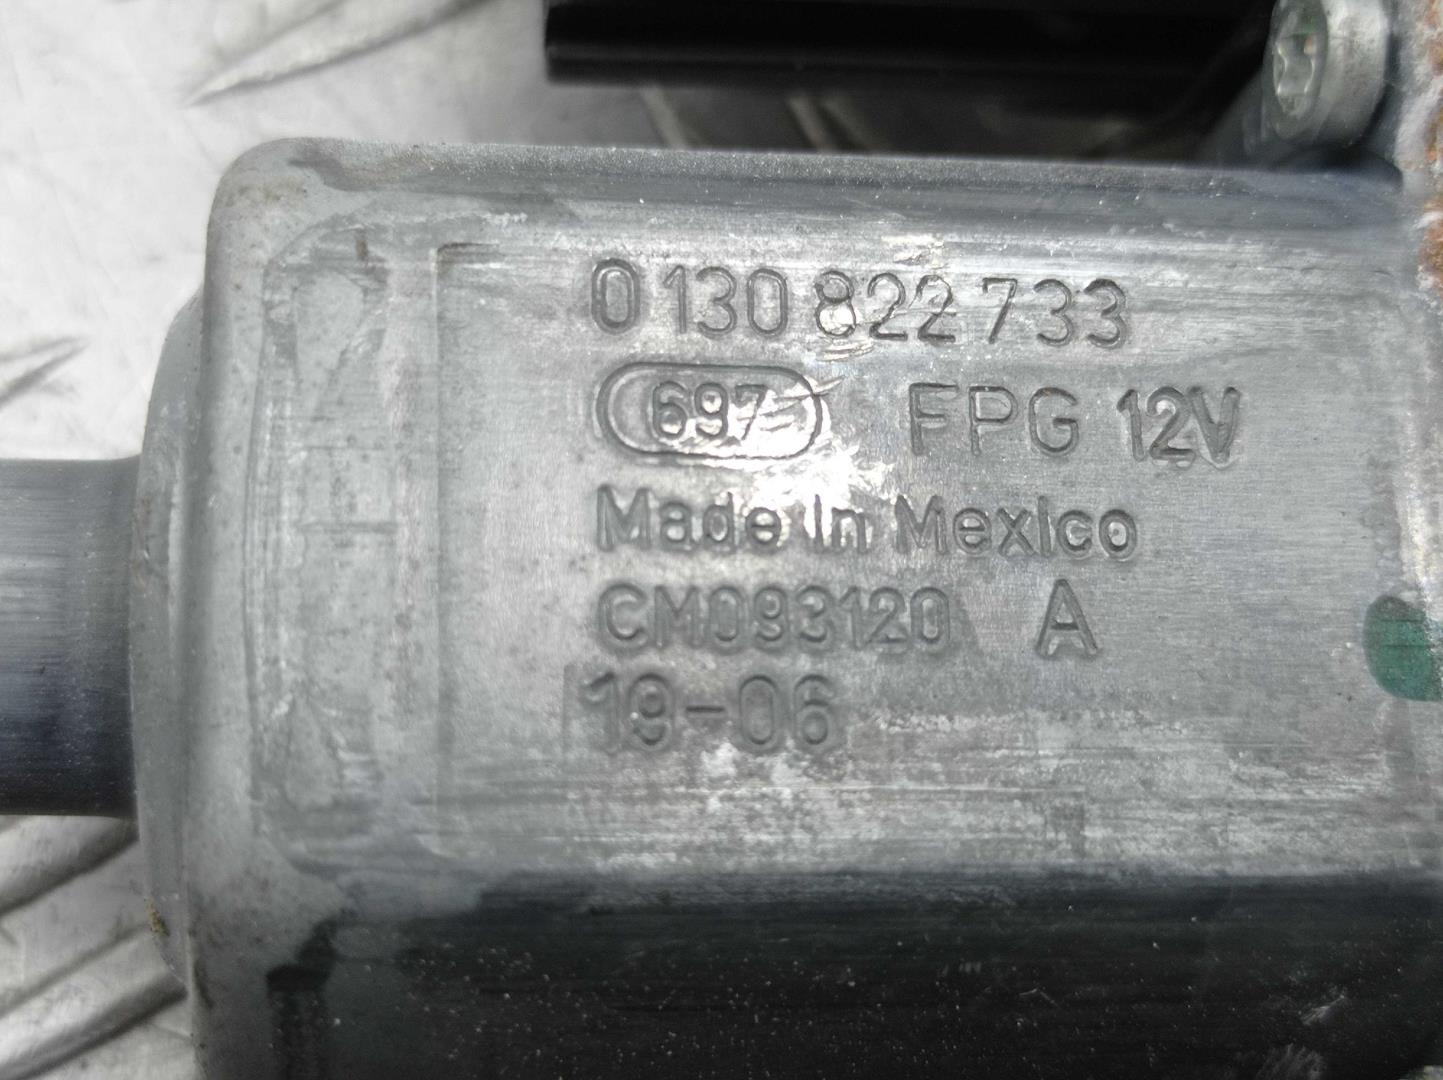 0 130 822 733
697 FPG 12V
Made in Mexico
CM093120 A
19-06